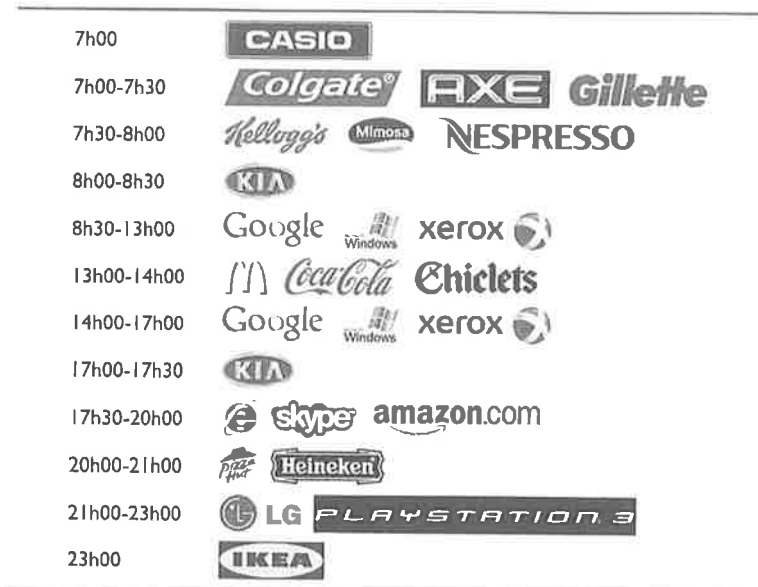 7h00 CASIO
7h00-7h30 Colgate® AXE Gillette
7h30-8h00 Kellogg's Mimosa NESPRESSO
8h00-8h30 KIA
8h30-13h00 Google Windows xerox
13h00-14h00 Coca-Cola Chiclets
14h00-17h00 Google Windows xerox
17h00-17h30 KIA
17h30-20h00 skype amazon.com
20h00-21h00 Pizza Hut Heineken
21h00-23h00 LG PLAYSTATION 3
23h00 IKEA